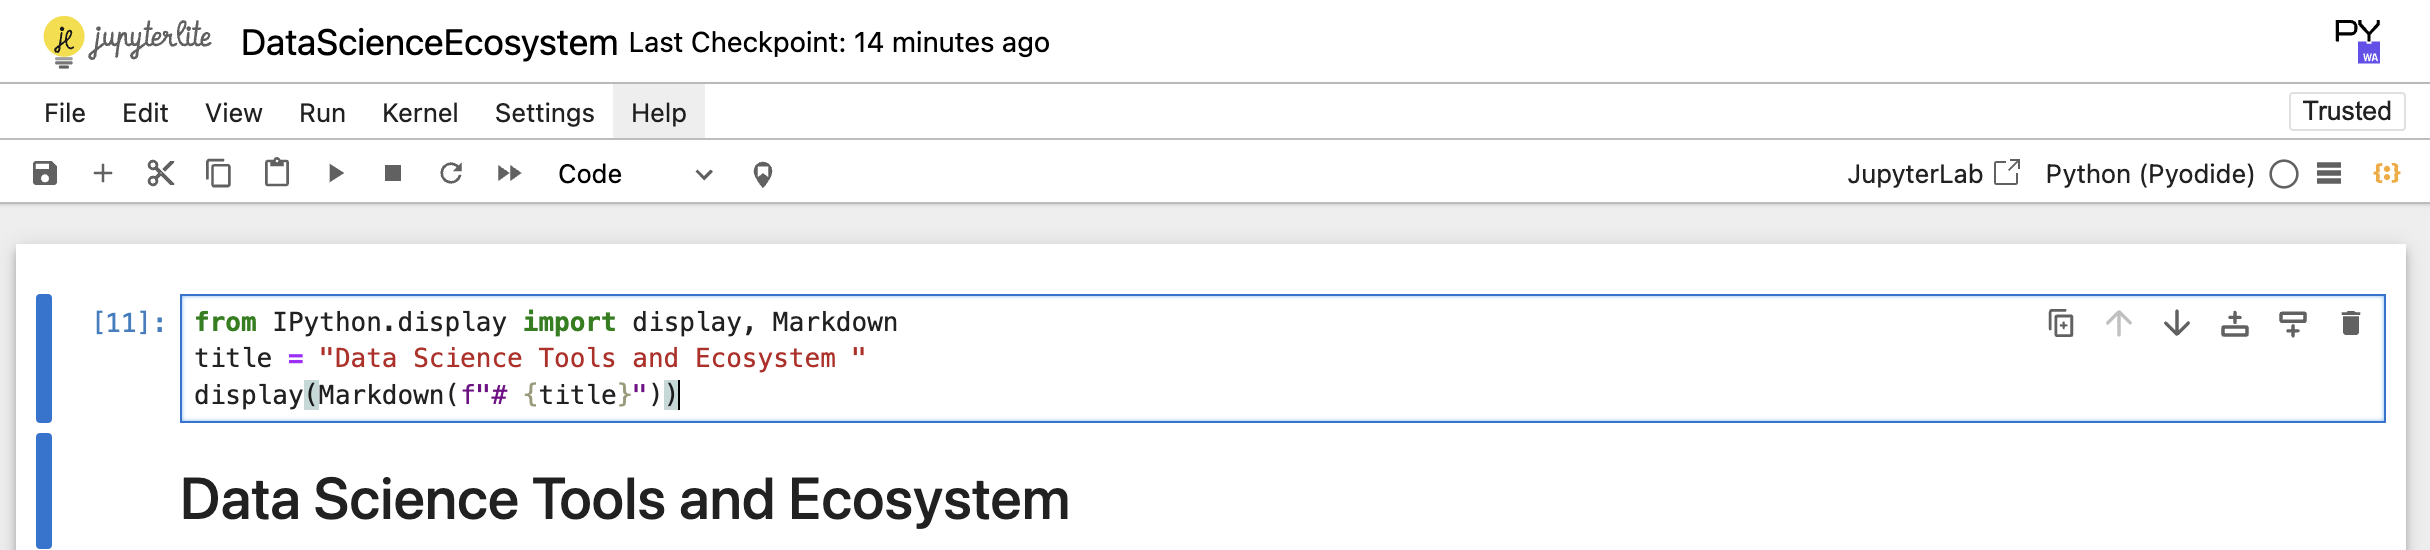 jupyterlite DataScienceEcosystem Last Checkpoint: 14 minutes ago PY WA
File Edit View Run Kernel Settings Help Trusted
Code JupyterLab Python (Pyodide)
[11]: from IPython.display import display, Markdown
title = "Data Science Tools and Ecosystem "
display(Markdown(f"# {title}"))
Data Science Tools and Ecosystem